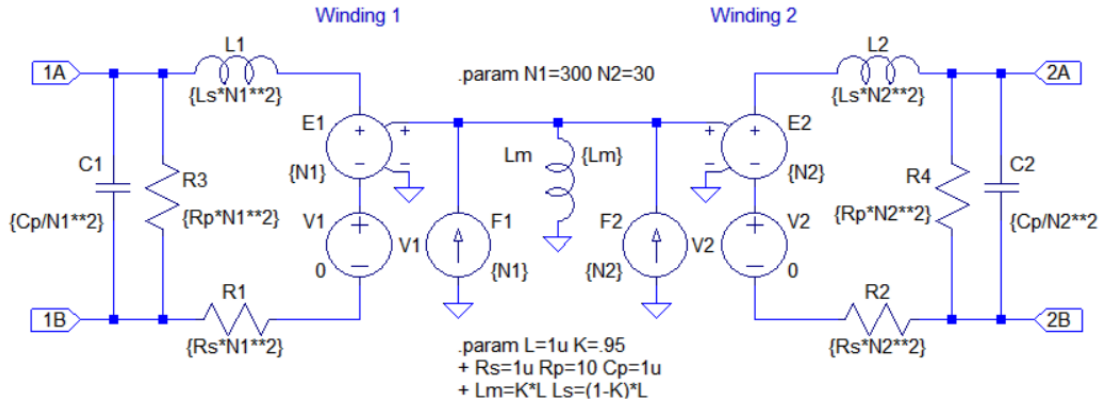 Winding 1 Winding 2
L1 L2
1A 2A
.param N1=300 N2=30
{Ls*N1**2} {Ls*N2**2}
E1 + + + + E2
Lm {Lm}
C1 R3 {N1} − − − − {N2} R4 C2
{Cp/N1**2} {Rp*N1**2} V1 + F1 F2 + V2 {Rp*N2**2} {Cp/N2**2
V1 V2
0 − {N1} {N2} − 0
R1 R2
1B 2B
{Rs*N1**2} {Rs*N2**2}
.param L=1u K=.95
+ Rs=1u Rp=10 Cp=1u
+ Lm=K*L Ls=(1-K)*L